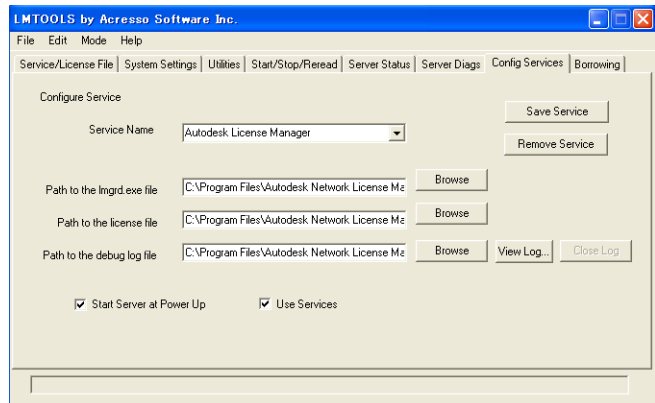 LMTOOLS by Acresso Software Inc.
File Edit Mode Help
Service/License File System Settings Utilities Start/Stop/Reread Server Status Server Diags Config Services Borrowing
Configure Service
Save Service
Service Name Autodesk License Manager
Remove Service
Path to the lmgrd.exe file C:\Program Files\Autodesk Network License Ma Browse
Path to the license file C:\Program Files\Autodesk Network License Ma Browse
Path to the debug log file C:\Program Files\Autodesk Network License Ma Browse View Log... Close Log
Start Server at Power Up Use Services